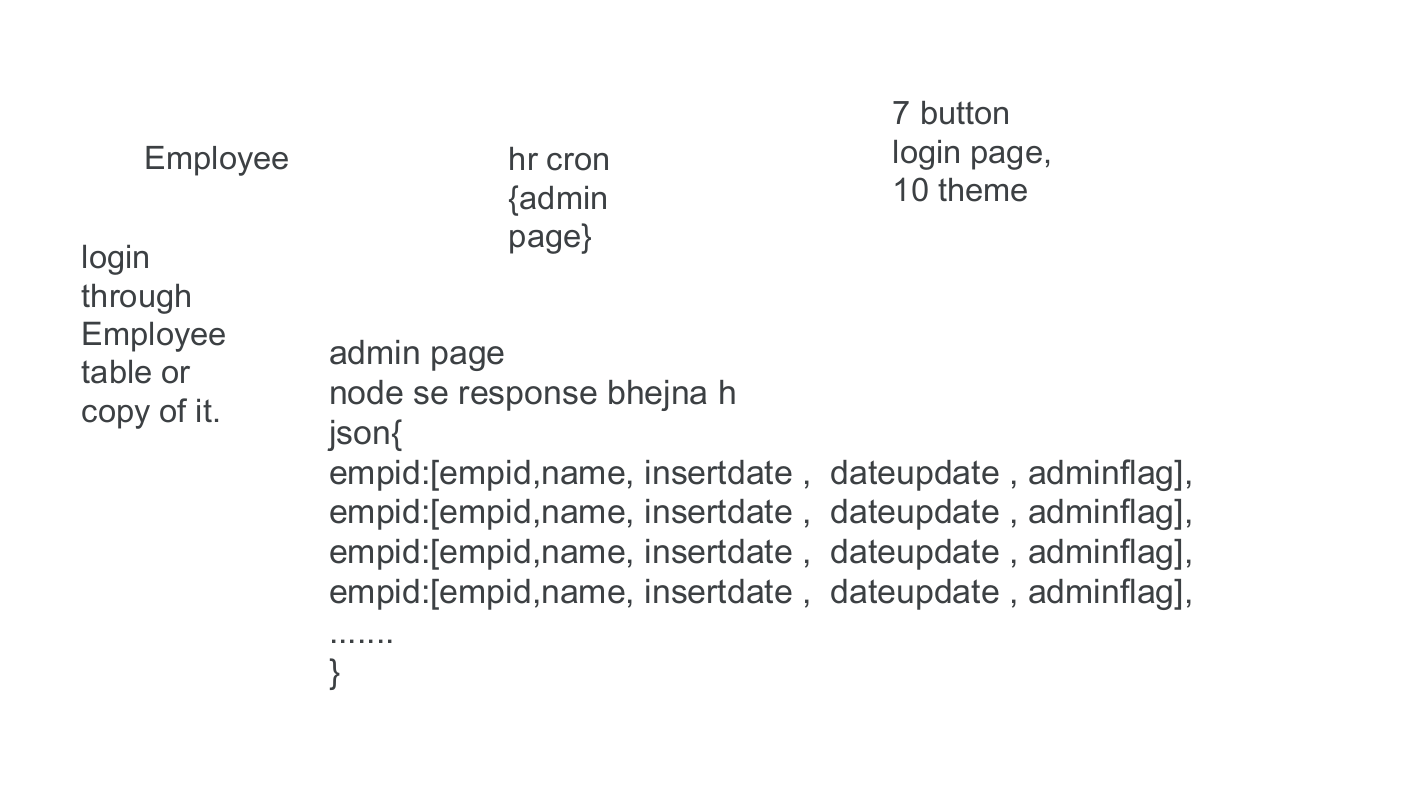 Employee
hr cron
{admin
page}
7 button
login page,
10 theme
login
through
Employee
table or
copy of it.
admin page
node se response bhejna h
json{
empid:[empid,name, insertdate ,  dateupdate , adminflag],
empid:[empid,name, insertdate ,  dateupdate , adminflag],
empid:[empid,name, insertdate ,  dateupdate , adminflag],
empid:[empid,name, insertdate ,  dateupdate , adminflag],
.......
}